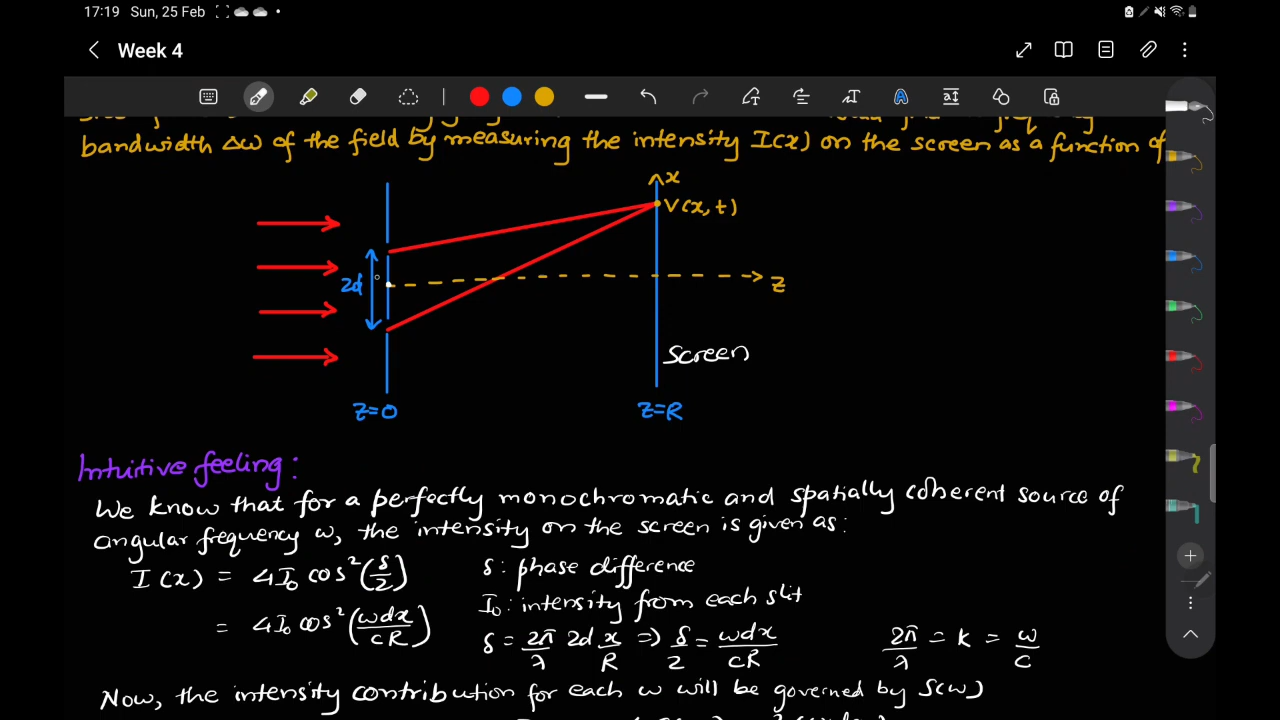 17:19 Sun, 25 Feb
Week 4
bandwidth Δω of the field by measuring the intensity I(x) on the screen as a function of
x
V(x,t)
2d
z
Screen
z=0
z=R
Intuitive feeling:
We know that for a perfectly monochromatic and spatially coherent source of
angular frequency ω, the intensity on the screen is given as:
I(x) = 4I₀ cos²(δ/2)
δ: phase difference
I₀: intensity from each slit
= 4I₀ cos²(ωdx/cR)
δ = 2π/λ 2d x/R => δ/2 = ωdx/cR
2π/λ = k = ω/c
Now, the intensity contribution for each ω will be governed by S(ω)